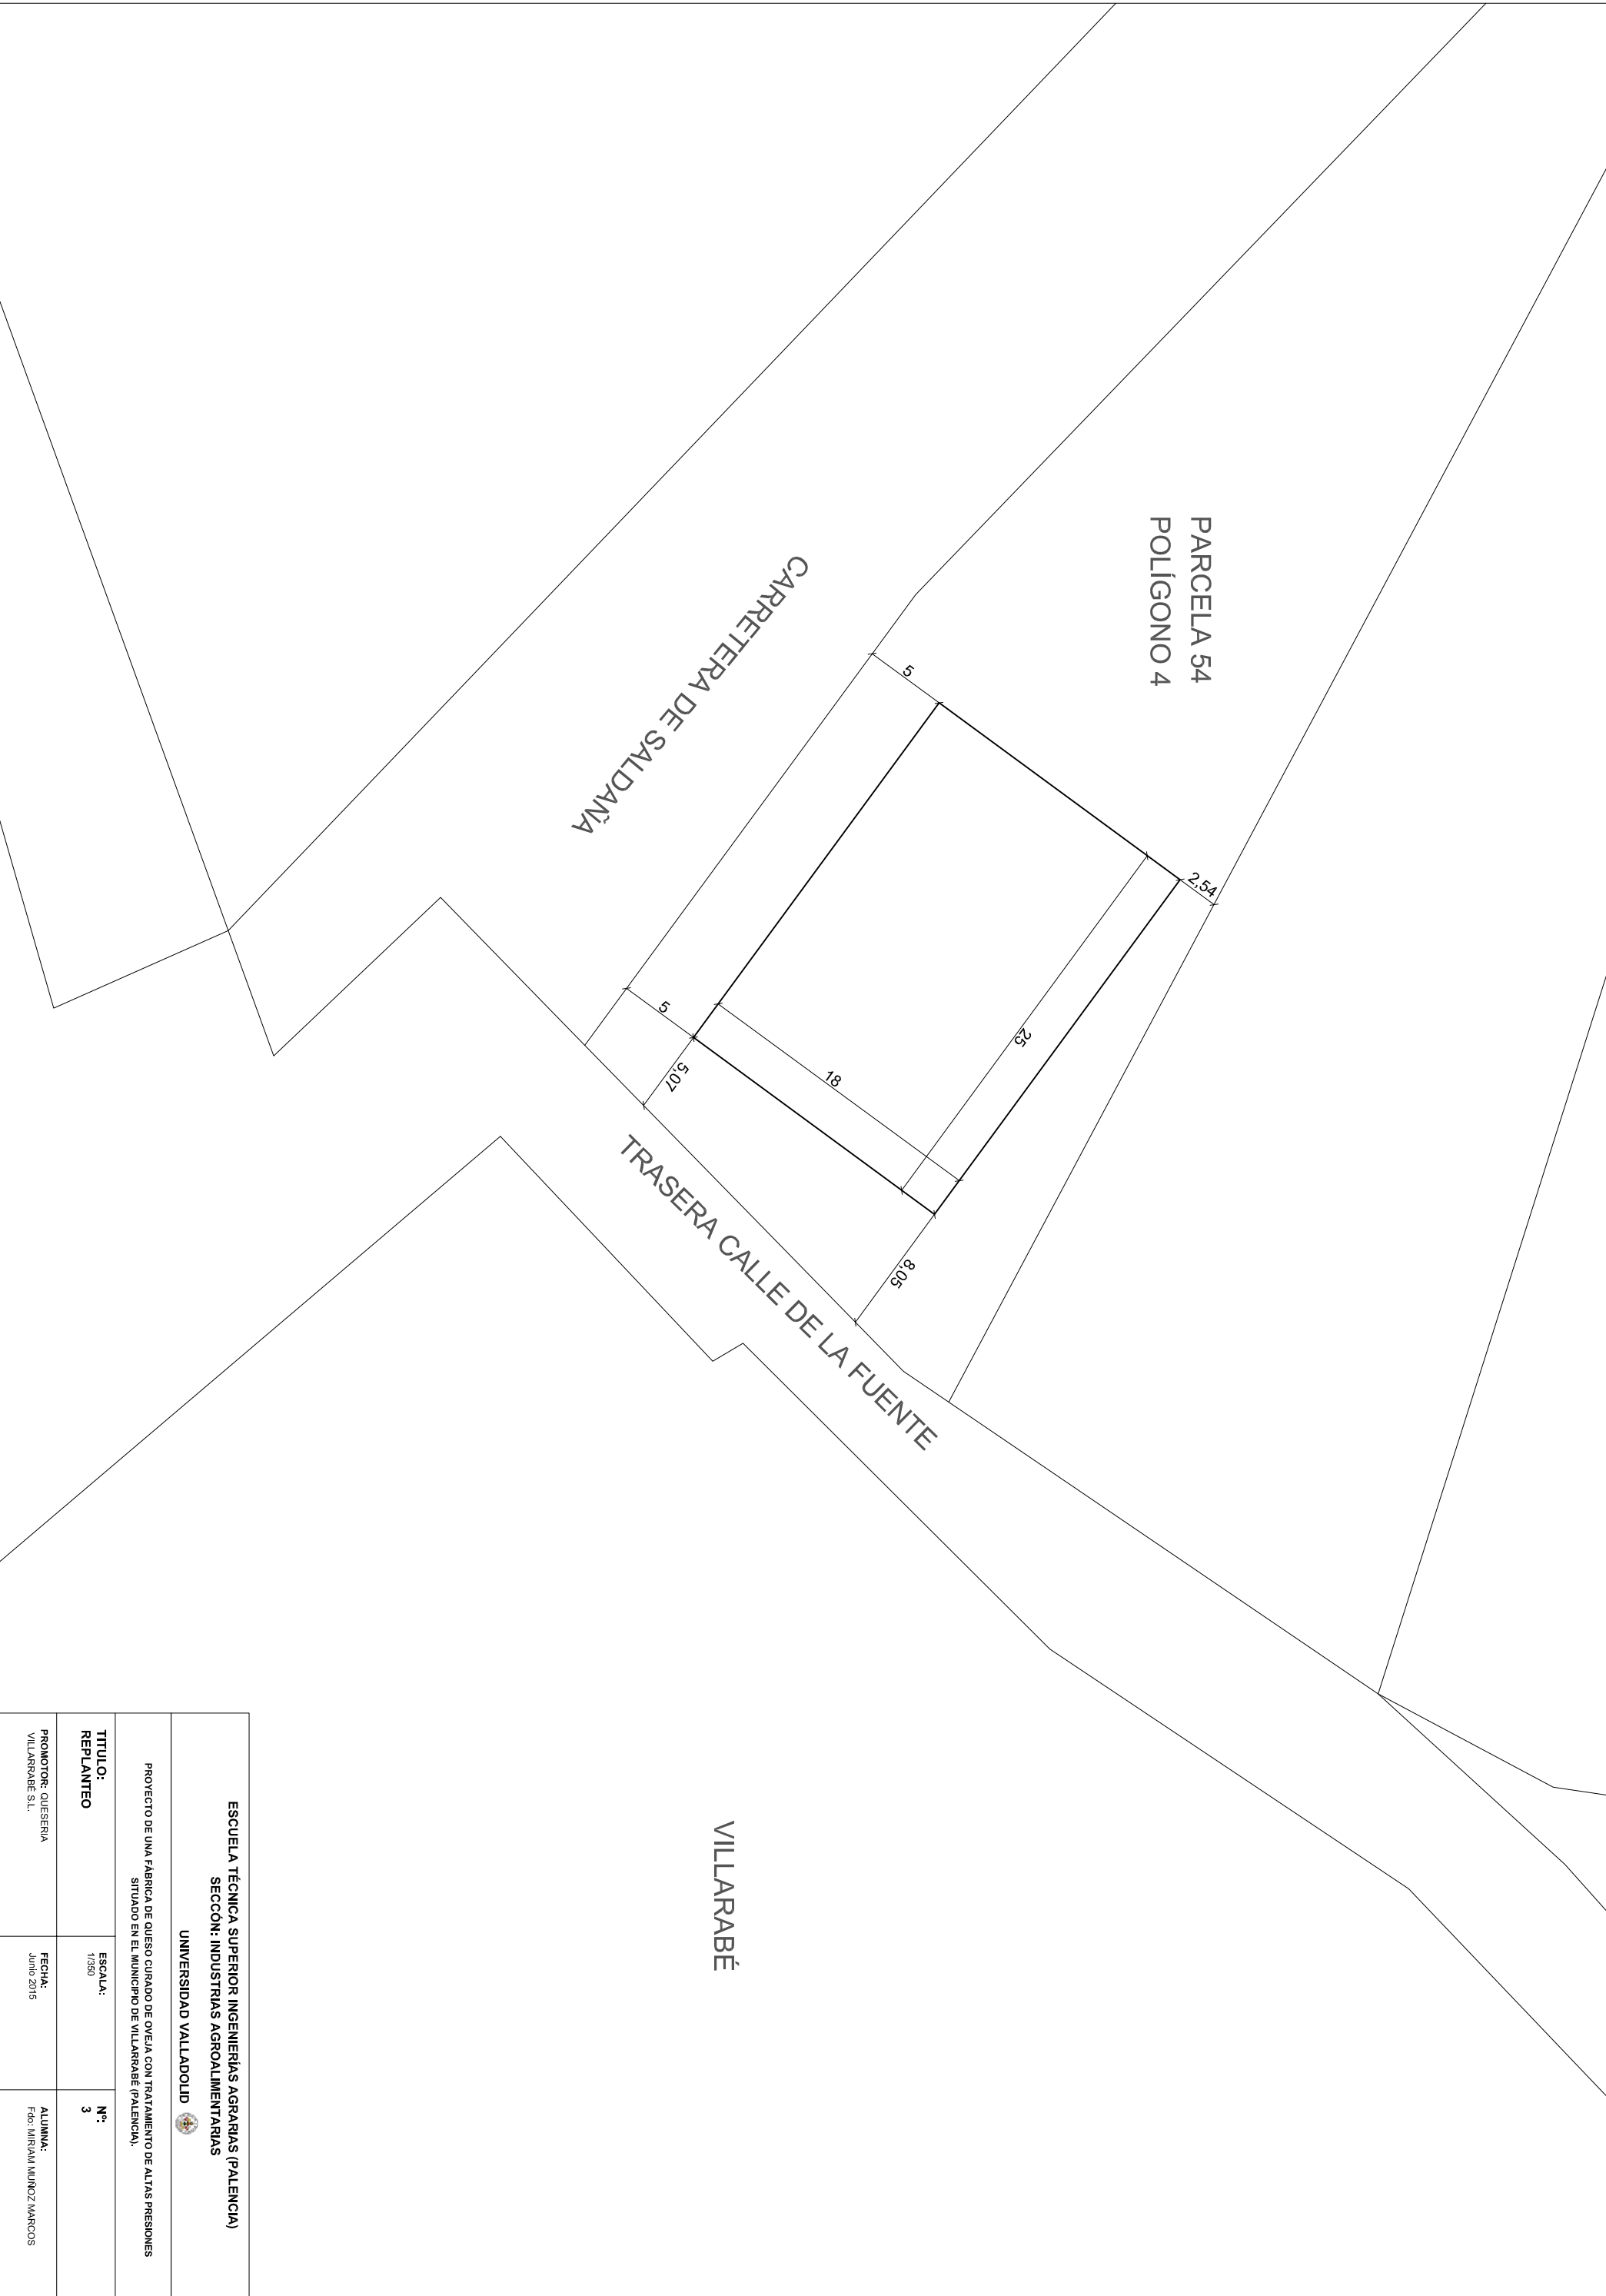 PARCELA 54
POLÍGONO 4
CARRETERA DE SALDAÑA
5
2,54
5
25
18
5,07
8,05
TRASERA CALLE DE LA FUENTE
VILLARABÉ
ESCUELA TÉCNICA SUPERIOR INGENIERÍAS AGRARIAS (PALENCIA)
SECCÓN: INDUSTRIAS AGROALIMENTARIAS
UNIVERSIDAD VALLADOLID
PROYECTO DE UNA FÁBRICA DE QUESO CURADO DE OVEJA CON TRATAMIENTO DE ALTAS PRESIONES
SITUADO EN EL MUNICIPIO DE VILLARRABÉ (PALENCIA).
TITULO:
REPLANTEO
ESCALA:
1/350
Nº:
3
PROMOTOR: QUESERIA
VILLARRABÉ S.L.
FECHA:
Junio 2015
ALUMNA:
Fdo: MIRIAM MUÑOZ MARCOS